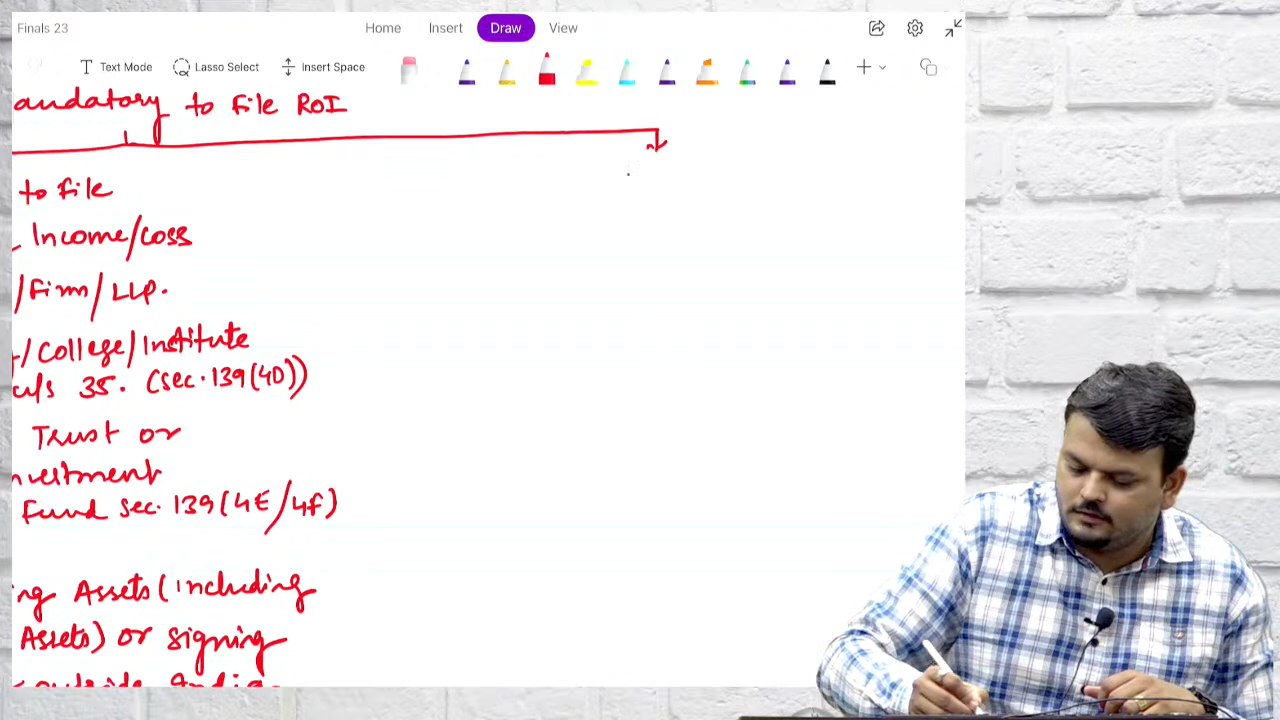 Finals 23
Home Insert Draw View
Text Mode Lasso Select Insert Space
andatory to File RoI
to file
Income/Loss
/Firm/LLP.
/College/Institute
u/s 35. (sec. 139(4D))
Trust or
nvestment
Fund Sec. 139(4E/4F)
ng Assets (including
Assets) or signing
outside India